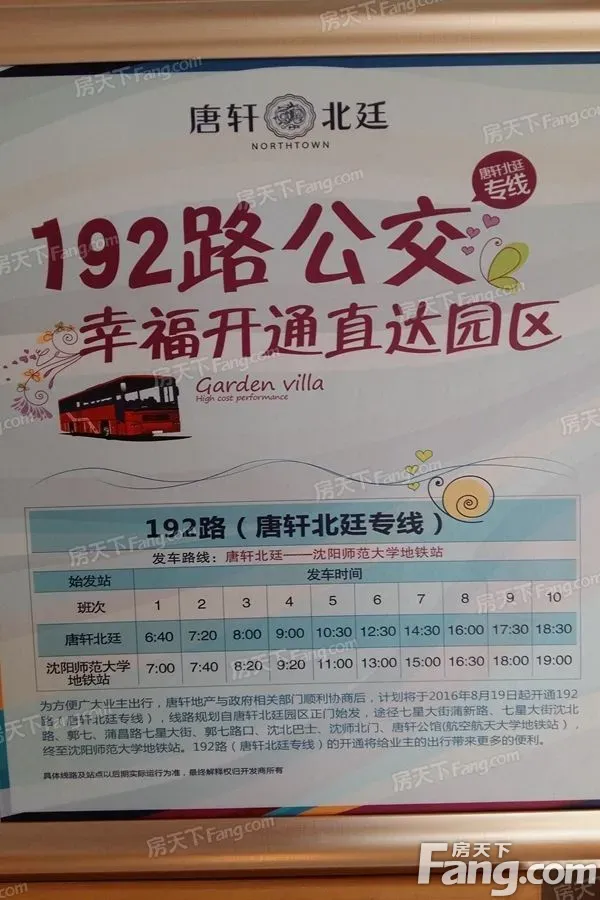 唐轩 北廷
NORTHTOWN
唐轩北廷
专线
192路公交
幸福开通直达园区
Garden villa
High cost performance
192路（唐轩北廷专线）
发车路线：唐轩北廷——沈阳师范大学地铁站
始发站 发车时间
班次 1 2 3 4 5 6 7 8 9 10
唐轩北廷 6:40 7:20 8:00 9:00 10:30 12:30 14:30 16:00 17:30 18:30
沈阳师范大学
地铁站 7:00 7:40 8:20 9:20 11:00 13:00 15:00 16:30 18:00 19:00
为方便广大业主出行，唐轩地产与政府相关部门顺利协商后，计划将于2016年8月19日起开通192
路（唐轩北廷专线），线路规划自唐轩北廷园区正门始发，途径七星大街蒲新路、七星大街沈北
路、郭七、蒲昌路七星大街、郭七路口、沈北巴士、沈师北门、唐轩公馆(航空航天大学地铁站)，
终至沈阳师范大学地铁站。192路（唐轩北廷专线）的开通将给业主的出行带来更多的便利。
具体线路及站点以后期实际运行为准，最终解释权归开发商所有
房天下
Fang.com